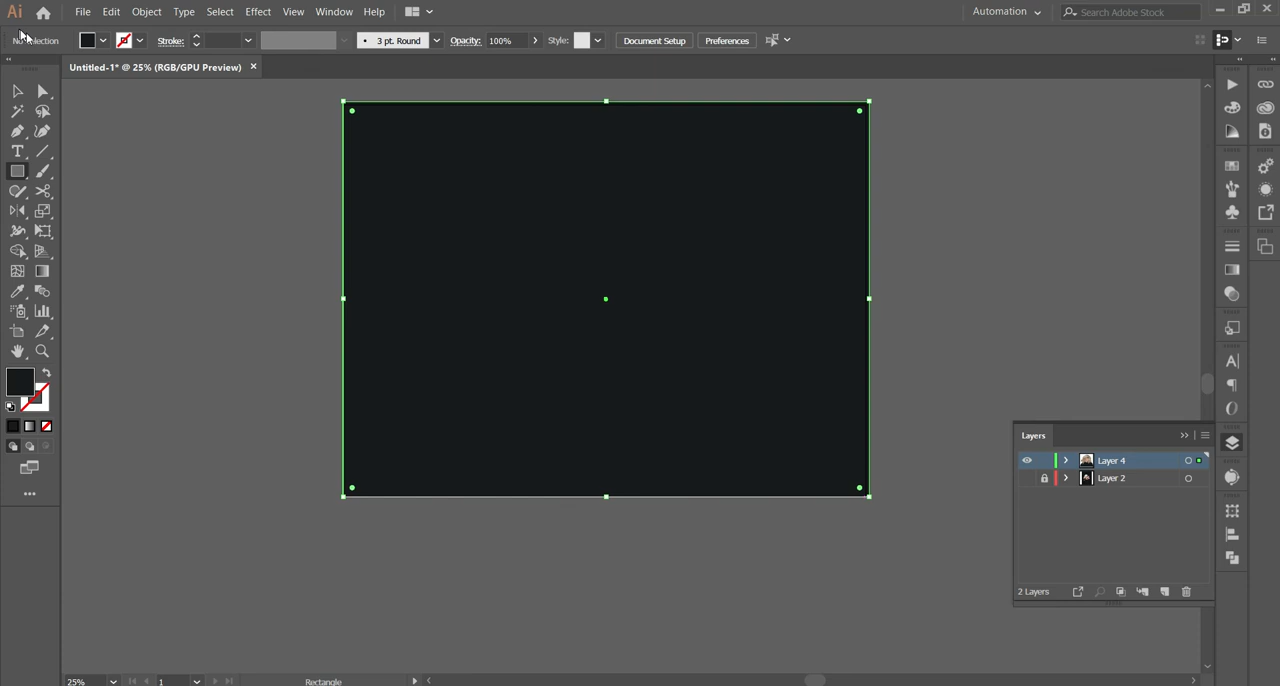 Ai
File
Edit
Object
Type
Select
Effect
View
Window
Help
Automation
Search Adobe Stock
No Selection
Stroke:
3 pt. Round
Opacity:
100%
Style:
Document Setup
Preferences
Untitled-1* @ 25% (RGB/GPU Preview)
T
Layers
Layer 4
Layer 2
2 Layers
25%
1
Rectangle